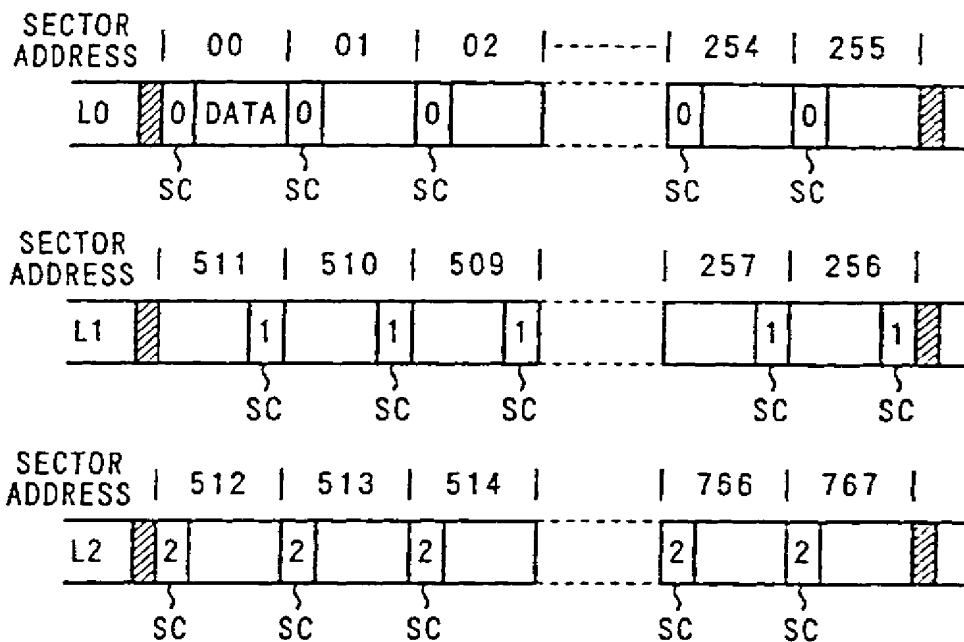 SECTOR
ADDRESS | 00 | 01 | 02 | 254 | 255 |
L0 0 DATA 0 0 0 0
SC SC SC SC SC
SECTOR
ADDRESS | 511 | 510 | 509 | 257 | 256 |
L1 1 1 1 1 1
SC SC SC SC SC
SECTOR
ADDRESS | 512 | 513 | 514 | 766 | 767 |
L2 2 2 2 2 2
SC SC SC SC SC